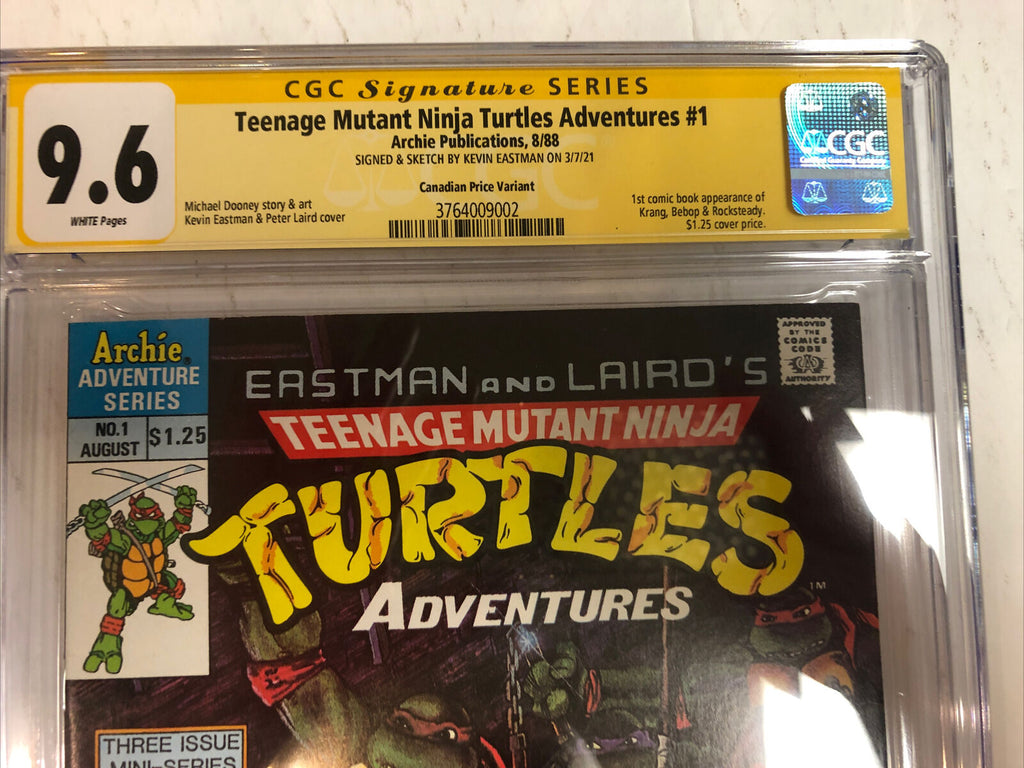 CGC Signature SERIES
Teenage Mutant Ninja Turtles Adventures #1
Archie Publications, 8/88
SIGNED & SKETCH BY KEVIN EASTMAN ON 3/7/21
Canadian Price Variant
3764009002
9.6
WHITE Pages
Michael Dooney story & art
Kevin Eastman & Peter Laird cover
1st comic book appearance of
Krang, Bebop & Rocksteady.
$1.25 cover price.
CGC
Archie®
ADVENTURE
SERIES
NO.1
AUGUST
$1.25
APPROVED
BY THE
COMICS
CODE
AUTHORITY
EASTMAN AND LAIRD'S
TEENAGE MUTANT NINJA
TURTLES
ADVENTURES
TM
THREE ISSUE
MINI-SERIES